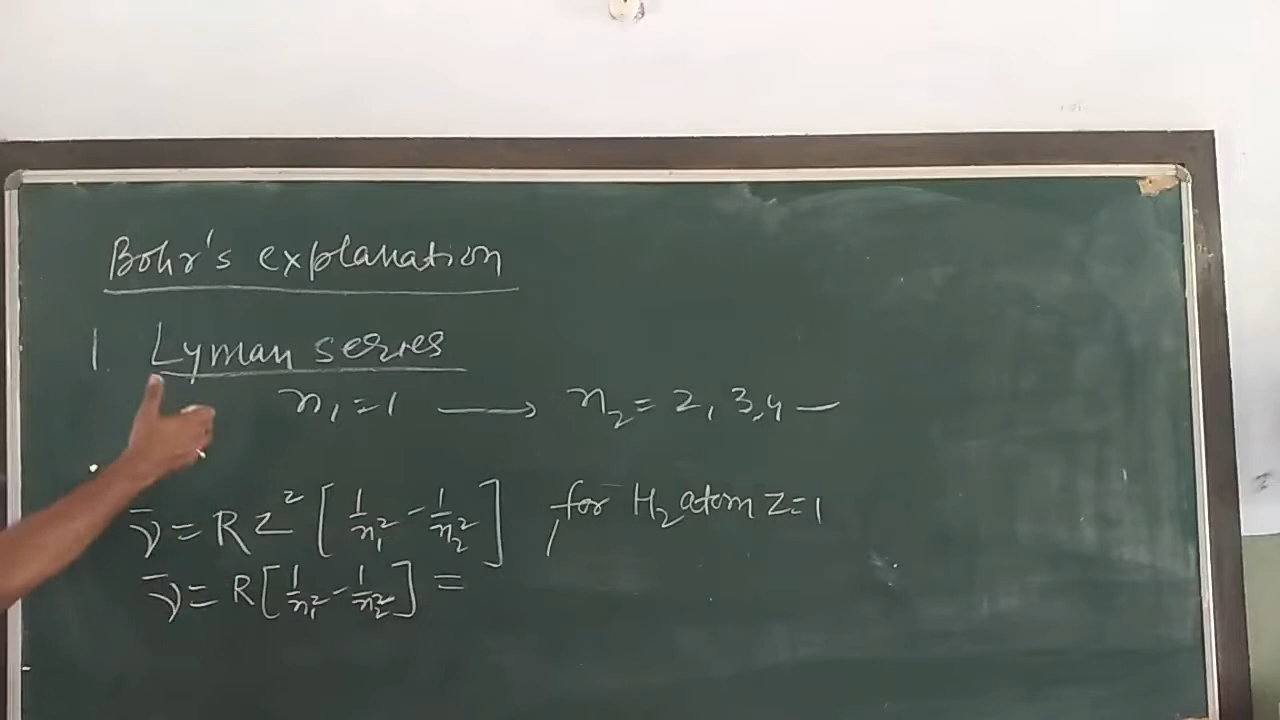 Bohr's explanation
1. Lyman series
n₁=1 ⟶ n₂= 2, 3,4 —
ν̄ = RZ² [1/n₁² - 1/n₂²] , for H₂ atom Z=1
ν̄ = R[1/n₁² - 1/n₂²] =